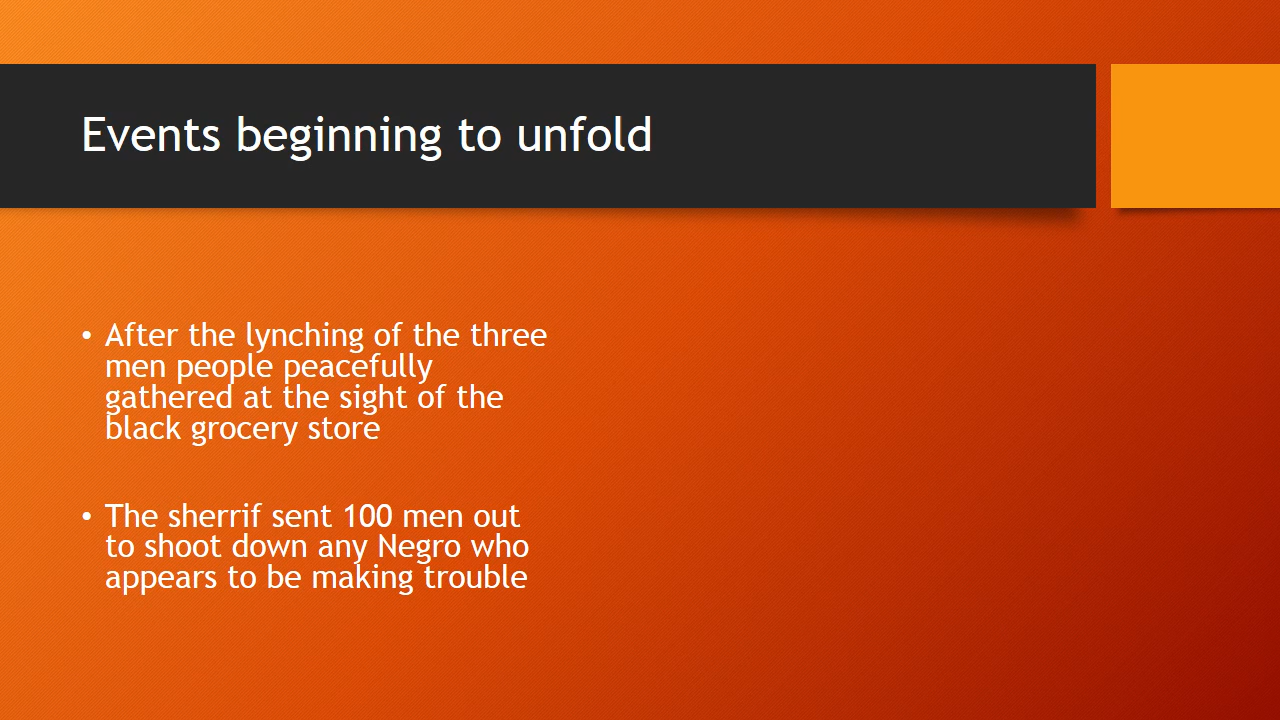 Events beginning to unfold
• After the lynching of the three
men people peacefully
gathered at the sight of the
black grocery store
• The sherrif sent 100 men out
to shoot down any Negro who
appears to be making trouble